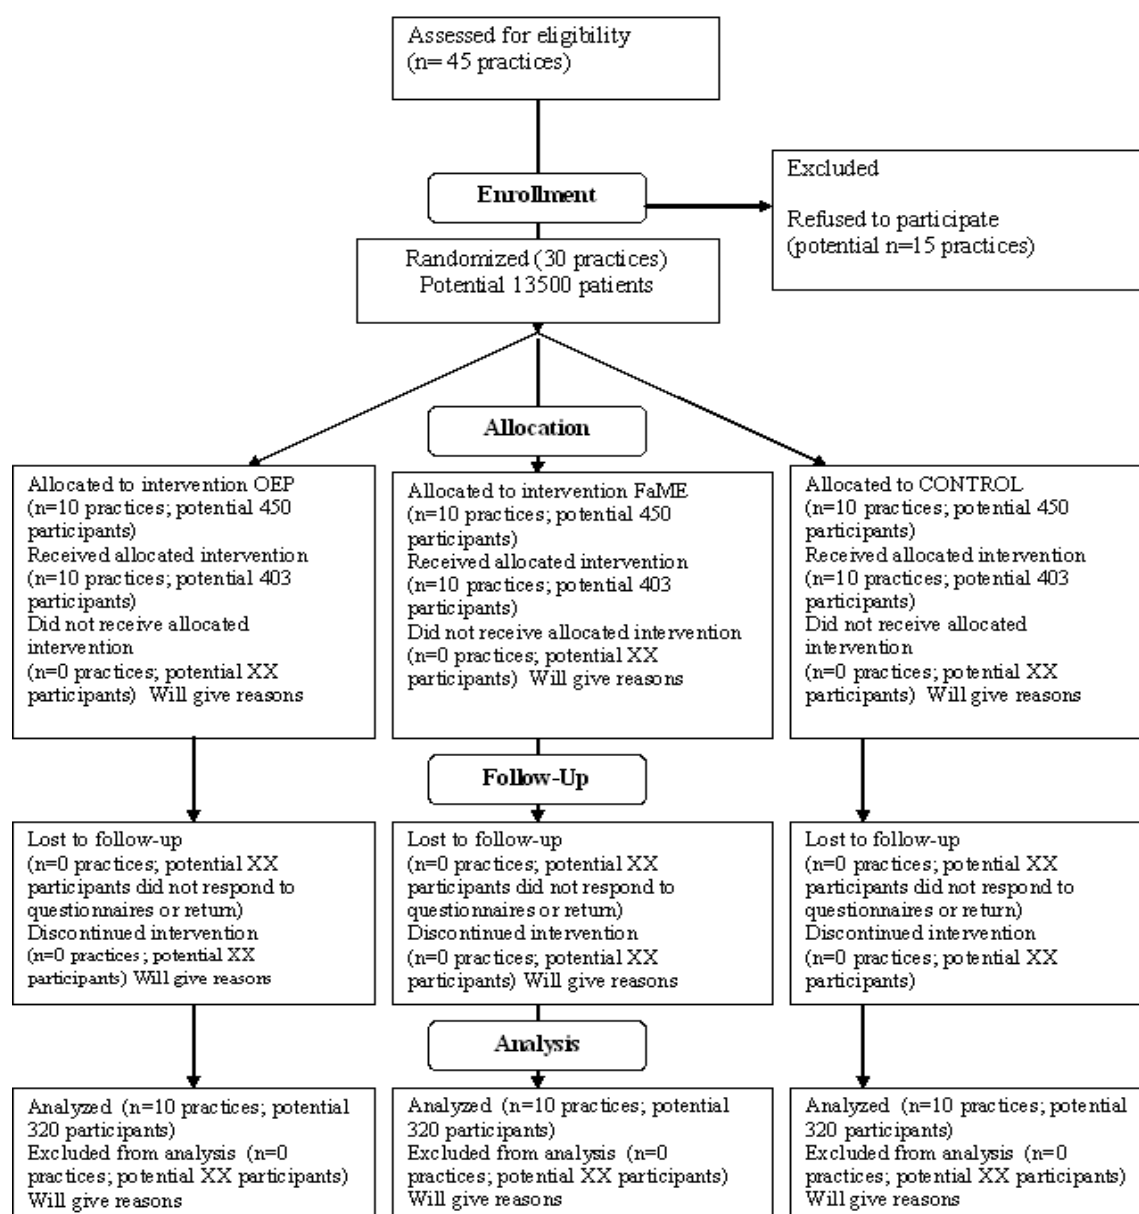 Assessed for eligibility
(n= 45 practices)
Enrollment
Excluded
Refused to participate
(potential n=15 practices)
Randomized (30 practices)
Potential 13500 patients
Allocation
Allocated to intervention OEP
(n=10 practices; potential 450
participants)
Received allocated intervention
(n=10 practices; potential 403
participants)
Did not receive allocated
intervention
(n=0 practices; potential XX
participants)  Will give reasons
Allocated to intervention FaME
(n=10 practices; potential 450
participants)
Received allocated intervention
(n=10 practices; potential 403
participants)
Did not receive allocated intervention
(n=0 practices; potential XX
participants)  Will give reasons
Allocated to CONTROL
(n=10 practices; potential 450
participants)
Received allocated intervention
(n=10 practices; potential 403
participants)
Did not receive allocated
intervention
(n=0 practices; potential XX
participants)  Will give reasons
Follow-Up
Lost to follow-up
(n=0 practices; potential XX
participants did not respond to
questionnaires or return)
Discontinued intervention
(n=0 practices; potential XX
participants) Will give reasons
Lost to follow-up
(n=0 practices; potential XX
participants did not respond to
questionnaires or return)
Discontinued intervention
(n=0 practices; potential XX
participants) Will give reasons
Lost to follow-up
(n=0 practices; potential XX
participants did not respond to
questionnaires or return)
Discontinued intervention
(n=0 practices; potential XX
participants)
Analysis
Analyzed (n=10 practices; potential
320 participants)
Excluded from analysis (n=0
practices; potential XX participants)
Will give reasons
Analyzed (n=10 practices; potential
320 participants)
Excluded from analysis (n=0
practices; potential XX participants)
Will give reasons
Analyzed (n=10 practices; potential
320 participants)
Excluded from analysis (n=0
practices; potential XX participants)
Will give reasons